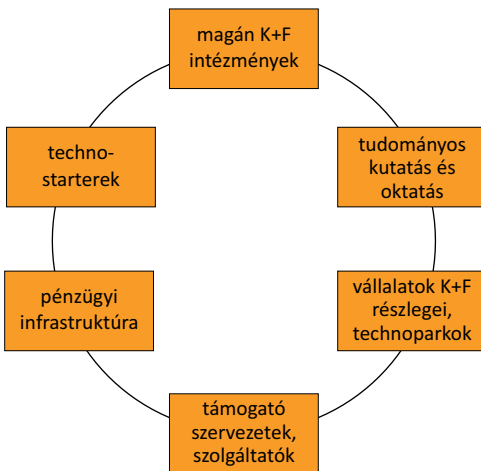 magán K+F
intézmények
techno-
starterek
tudományos
kutatás és
oktatás
pénzügyi
infrastruktúra
vállalatok K+F
részlegei,
technoparkok
támogató
szervezetek,
szolgáltatók